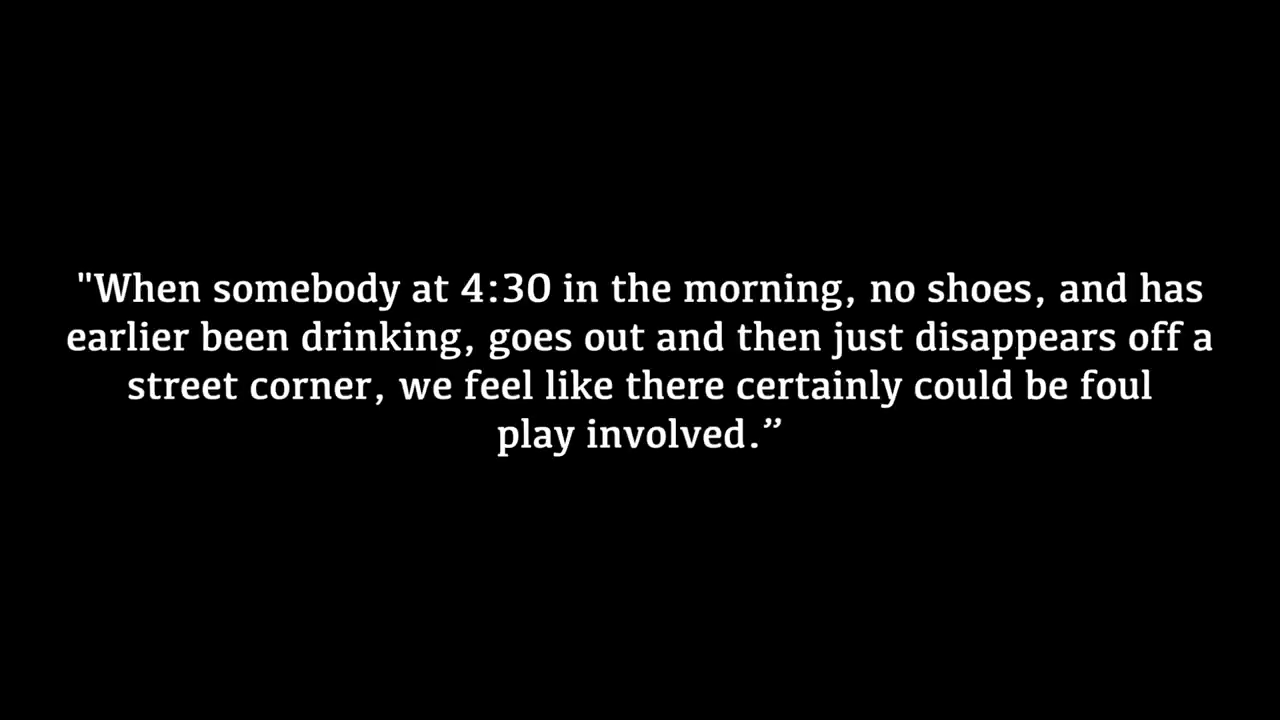 "When somebody at 4:30 in the morning, no shoes, and has
earlier been drinking, goes out and then just disappears off a
street corner, we feel like there certainly could be foul
play involved.”